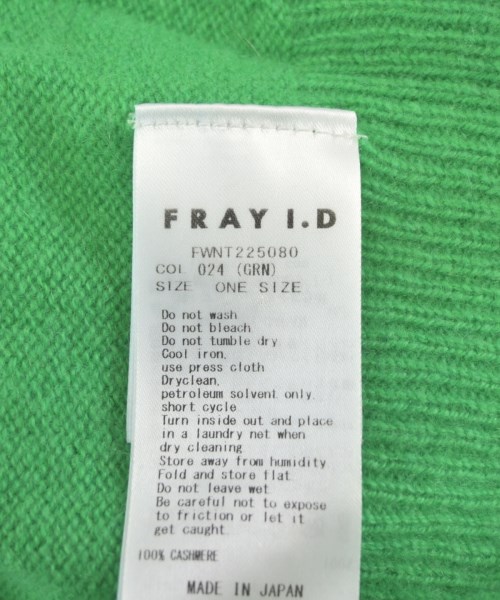 FRAY I.D
FWNT225080
COL 024 (GRN)
SIZE ONE SIZE
Do not wash
Do not bleach
Do not tumble dry
Cool iron.
use press cloth
Dryclean,
petroleum solvent only
short cycle
Turn inside out and place
in a laundry net when
dry cleaning
Store away from humidity
Fold and store flat
Do not leave wet
Be careful not to expose
to friction or let it
get caught.
100% CASHMERE
MADE IN JAPAN